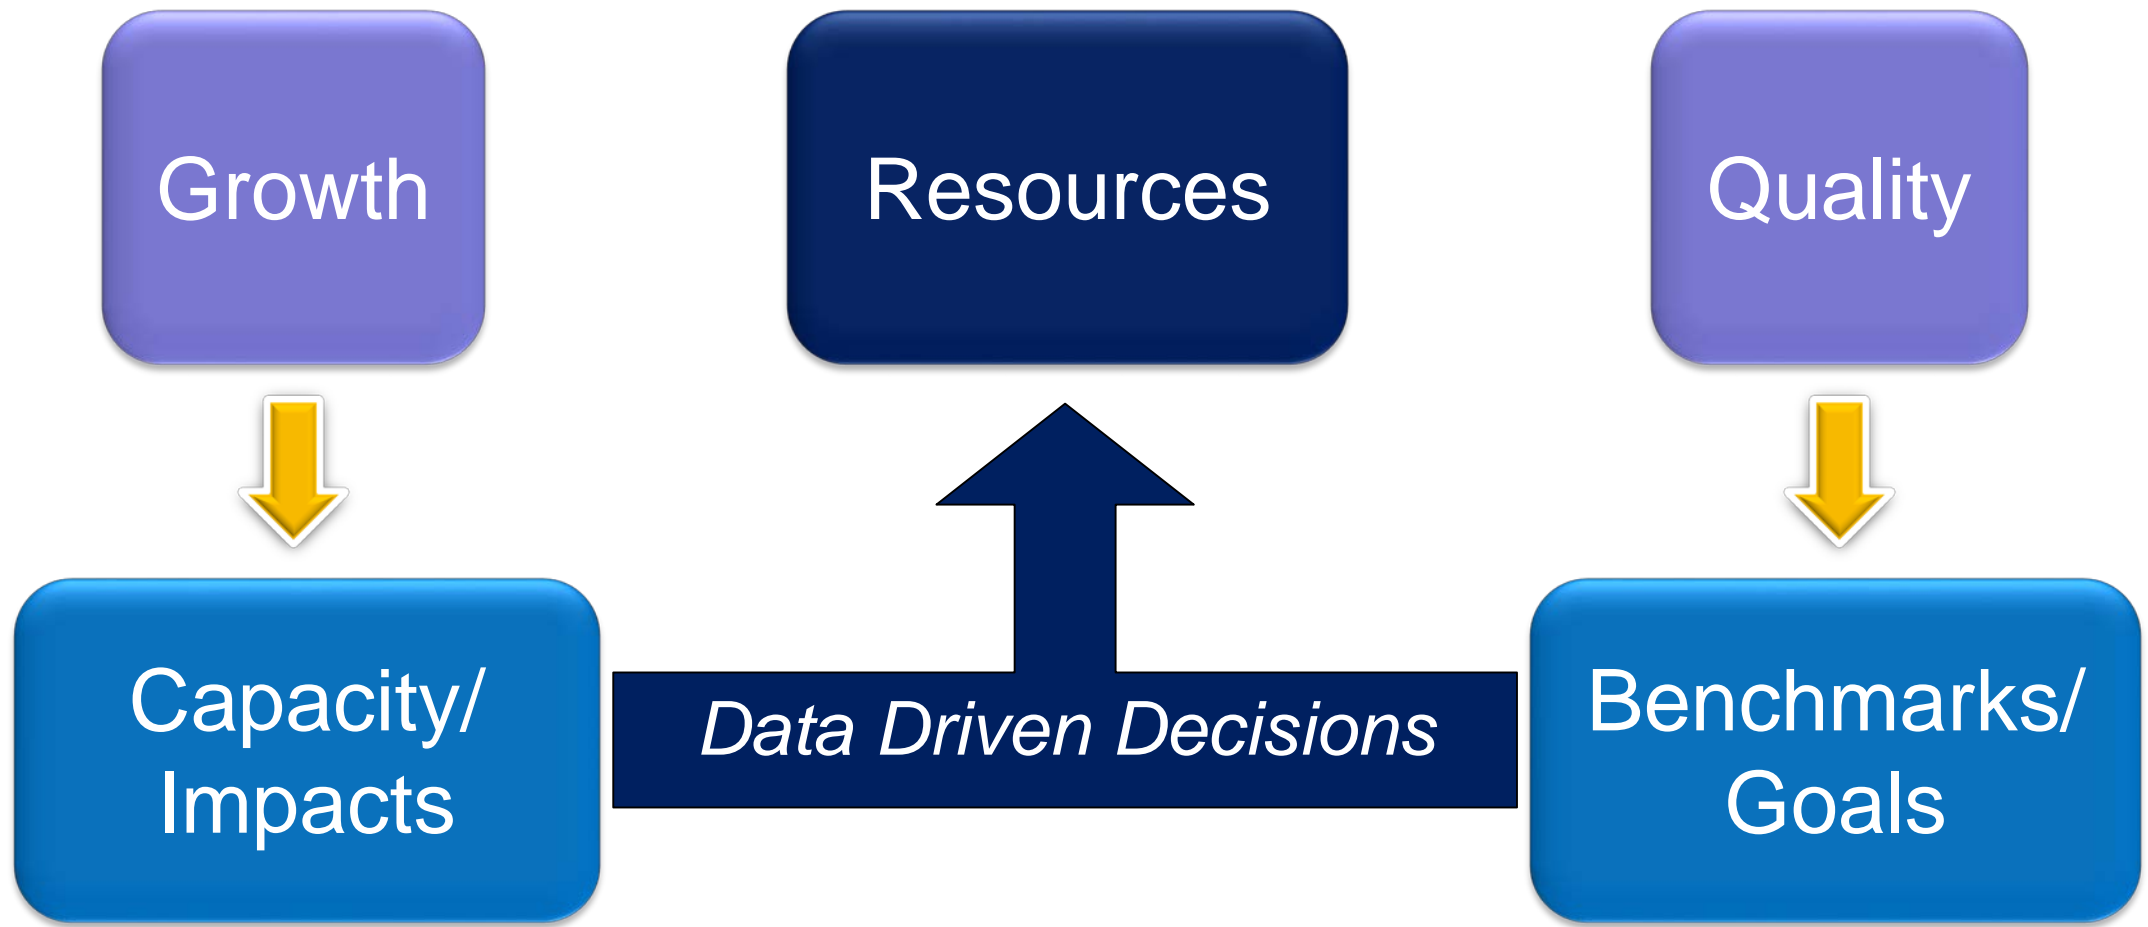 Growth
Resources
Quality
Capacity/
Impacts
Data Driven Decisions
Benchmarks/
Goals